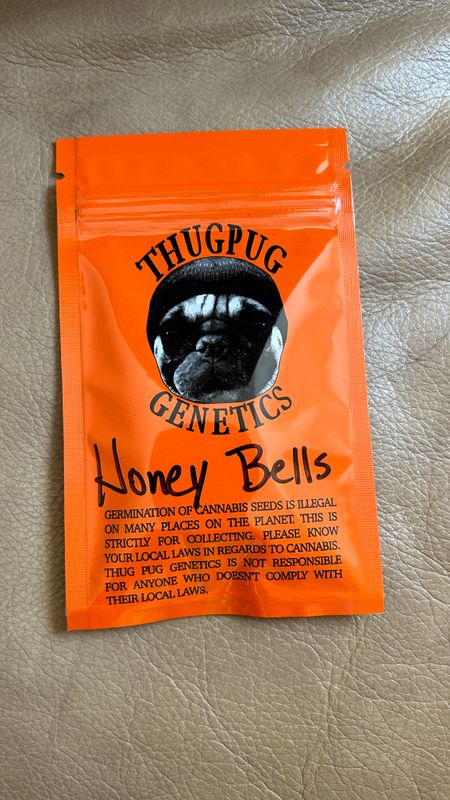 THUGPUG
GENETICS
Honey Bells
GERMINATION OF CANNABIS SEEDS IS ILLEGAL
ON MANY PLACES ON THE PLANET. THIS IS
STRICTLY FOR COLLECTING. PLEASE KNOW
YOUR LOCAL LAWS IN REGARDS TO CANNABIS.
THUG PUG GENETICS IS NOT RESPONSIBLE
FOR ANYONE WHO DOESN'T COMPLY WITH
THEIR LOCAL LAWS.